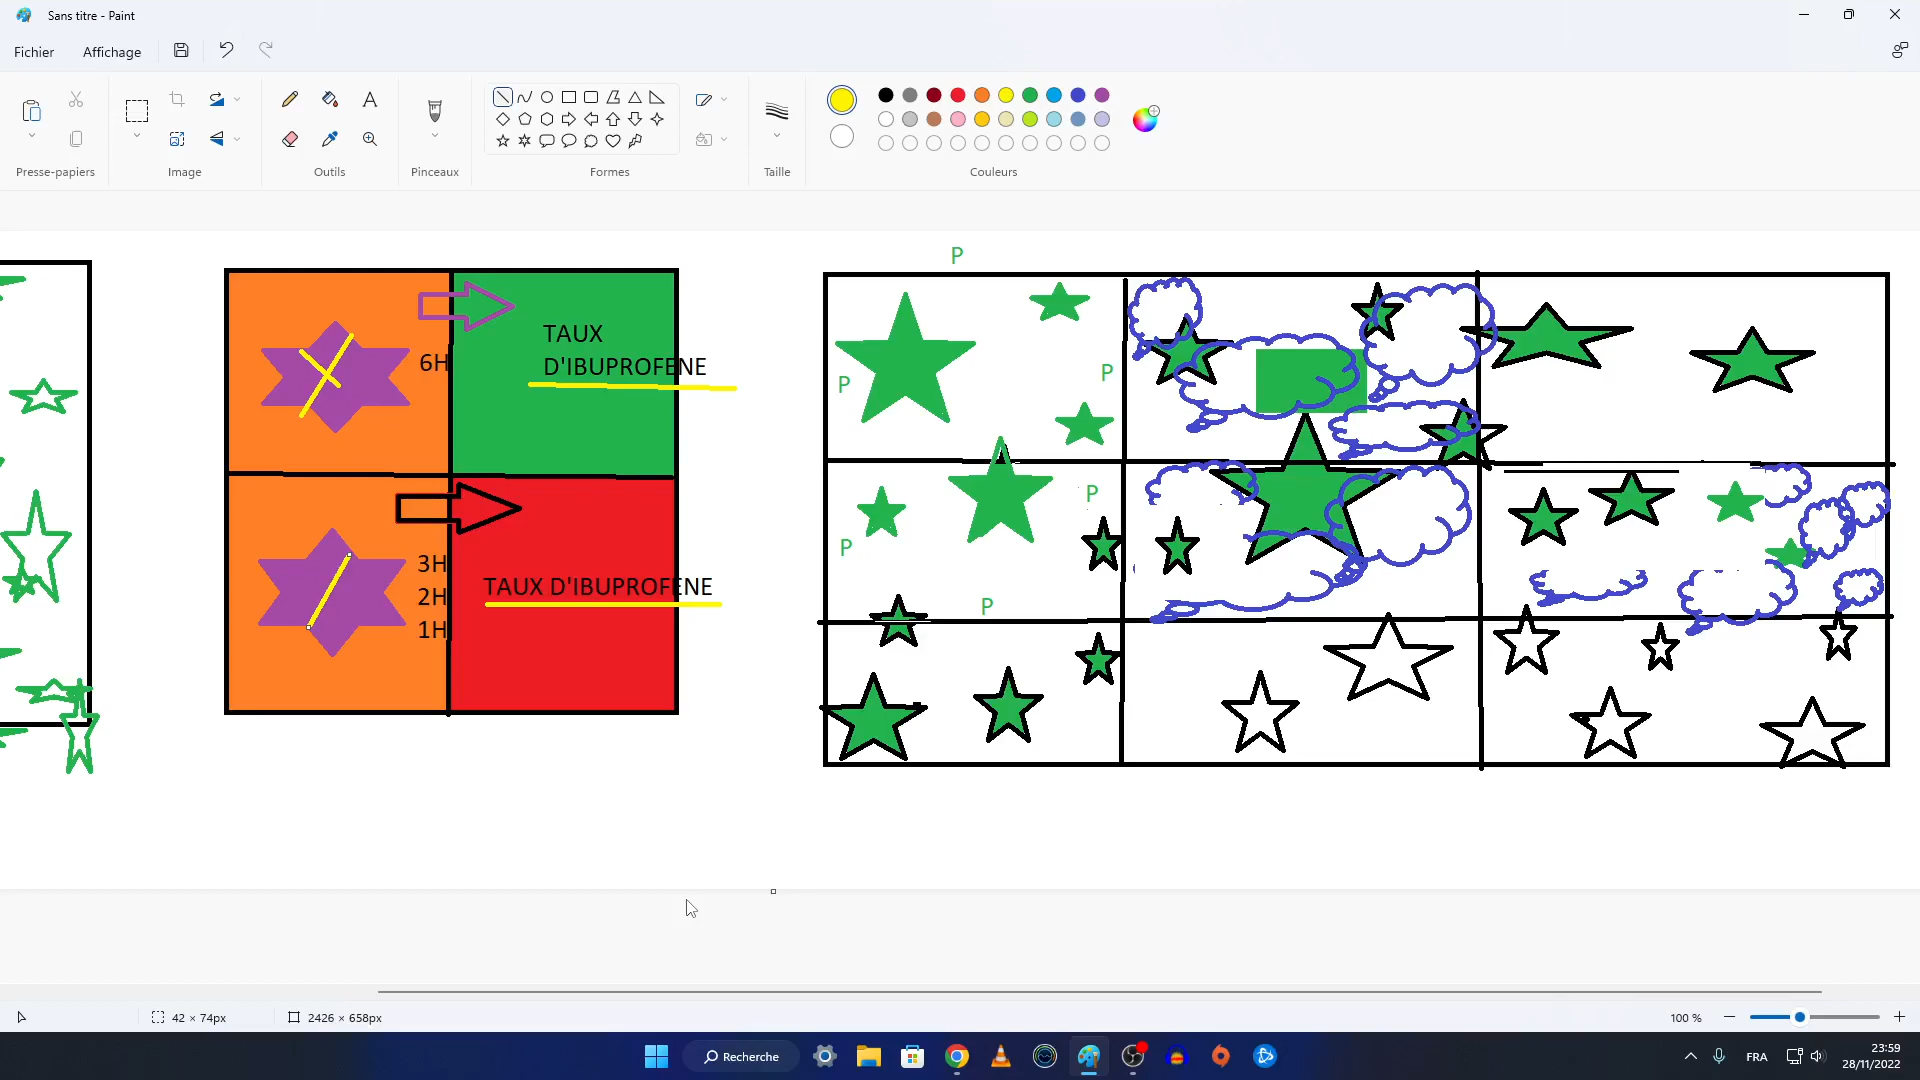 Sans titre - Paint
Fichier
Affichage
Presse-papiers
Image
Outils
Pinceaux
Formes
Taille
Couleurs
P
6H
TAUX
D'IBUPROFENE
P
P
3H
2H
1H
TAUX D'IBUPROFENE
P
P
P
42 × 74px
2426 × 658px
100 %
Recherche
FRA
23:59
28/11/2022